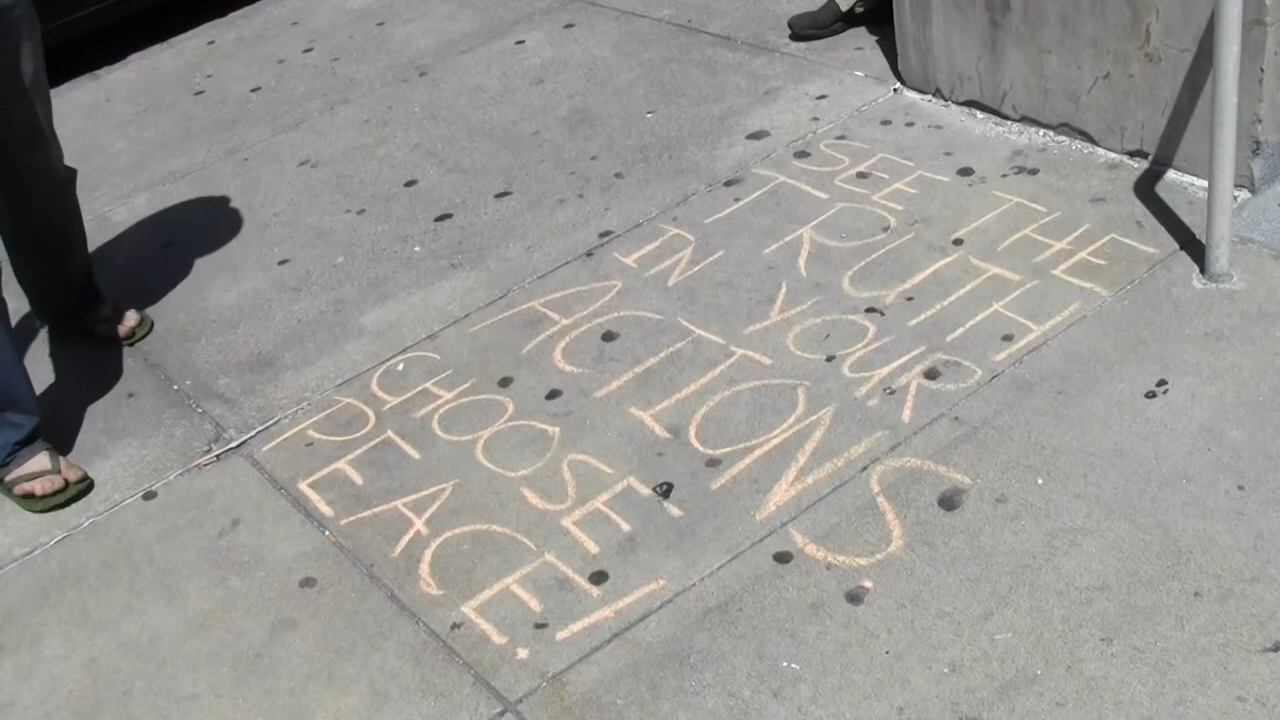 SEE THE
TRUTH
IN YOUR
ACTIONS
CHOOSE
PEACE!